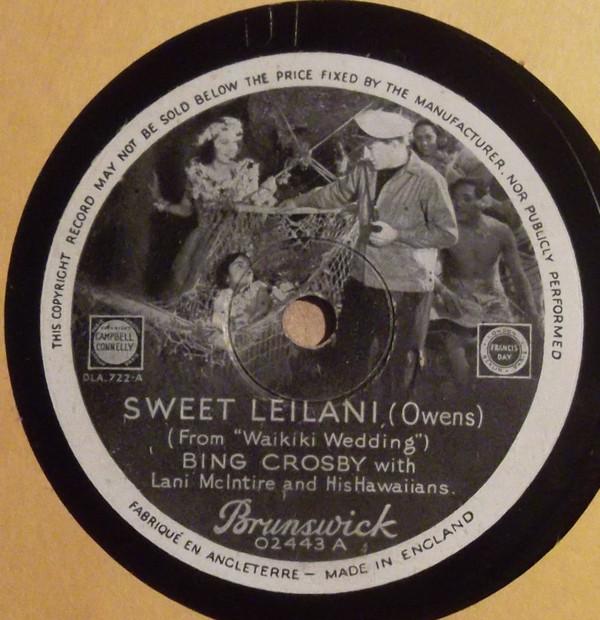 THIS COPYRIGHT RECORD MAY NOT BE SOLD BELOW THE PRICE FIXED BY THE MANUFACTURER. NOR PUBLICLY PERFORMED
CAMPBELL
CONNELLY
DLA.722-A
FRANCIS
DAY
SWEET LEILANI, (Owens)
(From "Waikiki Wedding")
BING CROSBY with
Lani McIntire and His Hawaiians.
Brunswick
02443 A
FABRIQUÉ EN ANGLETERRE — MADE IN ENGLAND